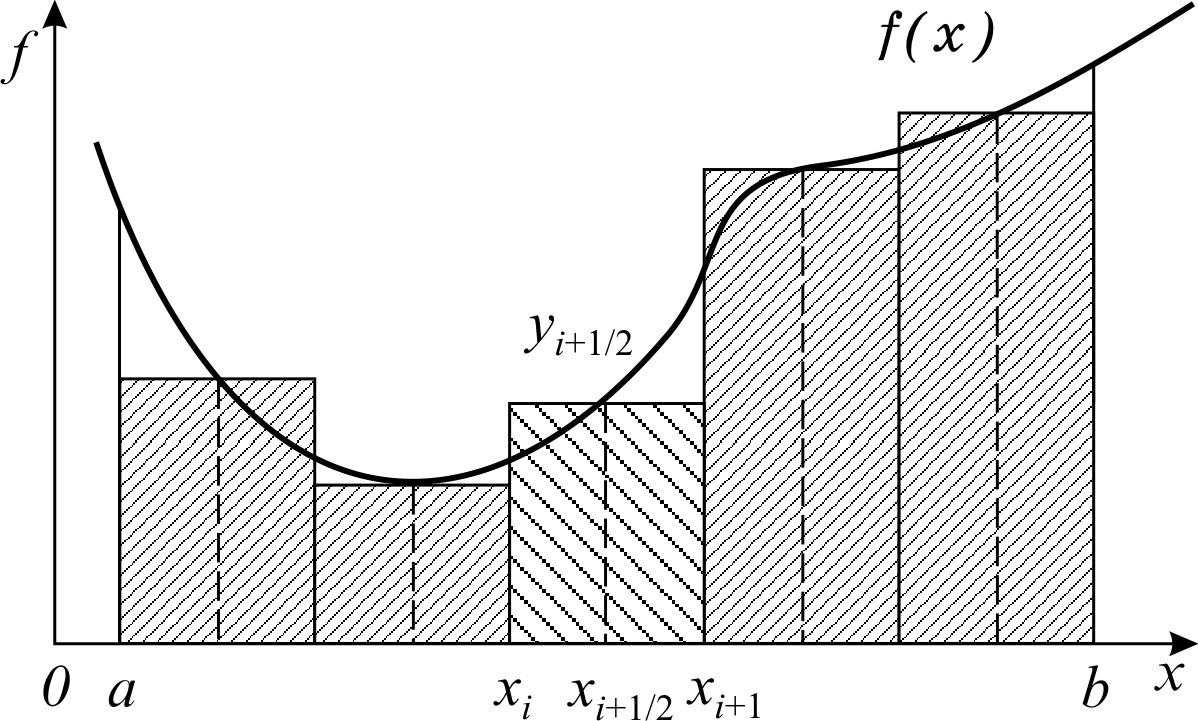 f
f(x)
y_{i+1/2}
0 a x_i x_{i+1/2} x_{i+1} b x